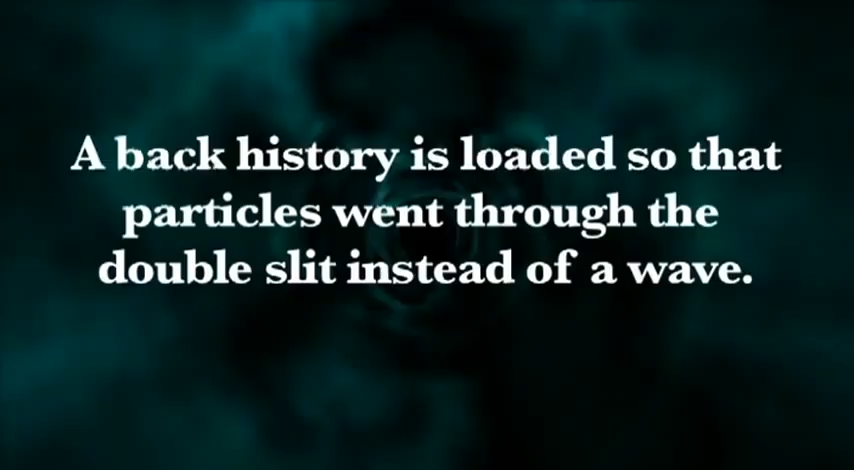 A back history is loaded so that
particles went through the
double slit instead of a wave.